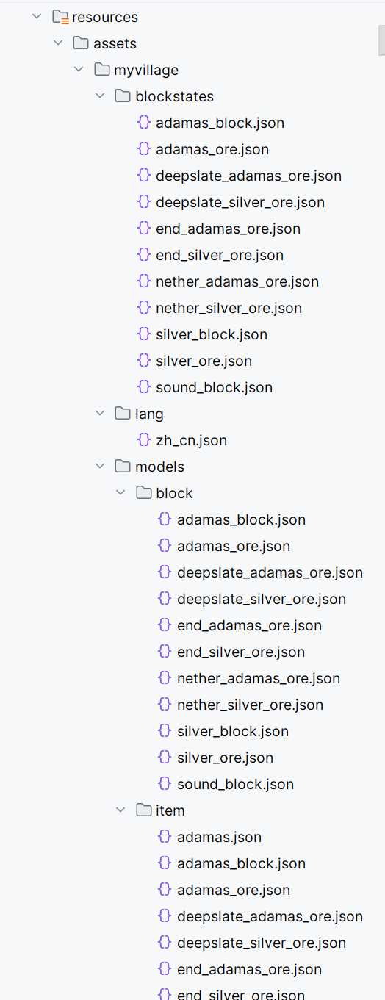 resources
assets
myvillage
blockstates
adamas_block.json
adamas_ore.json
deepslate_adamas_ore.json
deepslate_silver_ore.json
end_adamas_ore.json
end_silver_ore.json
nether_adamas_ore.json
nether_silver_ore.json
silver_block.json
silver_ore.json
sound_block.json
lang
zh_cn.json
models
block
adamas_block.json
adamas_ore.json
deepslate_adamas_ore.json
deepslate_silver_ore.json
end_adamas_ore.json
end_silver_ore.json
nether_adamas_ore.json
nether_silver_ore.json
silver_block.json
silver_ore.json
sound_block.json
item
adamas.json
adamas_block.json
adamas_ore.json
deepslate_adamas_ore.json
deepslate_silver_ore.json
end_adamas_ore.json
end_silver_ore.json